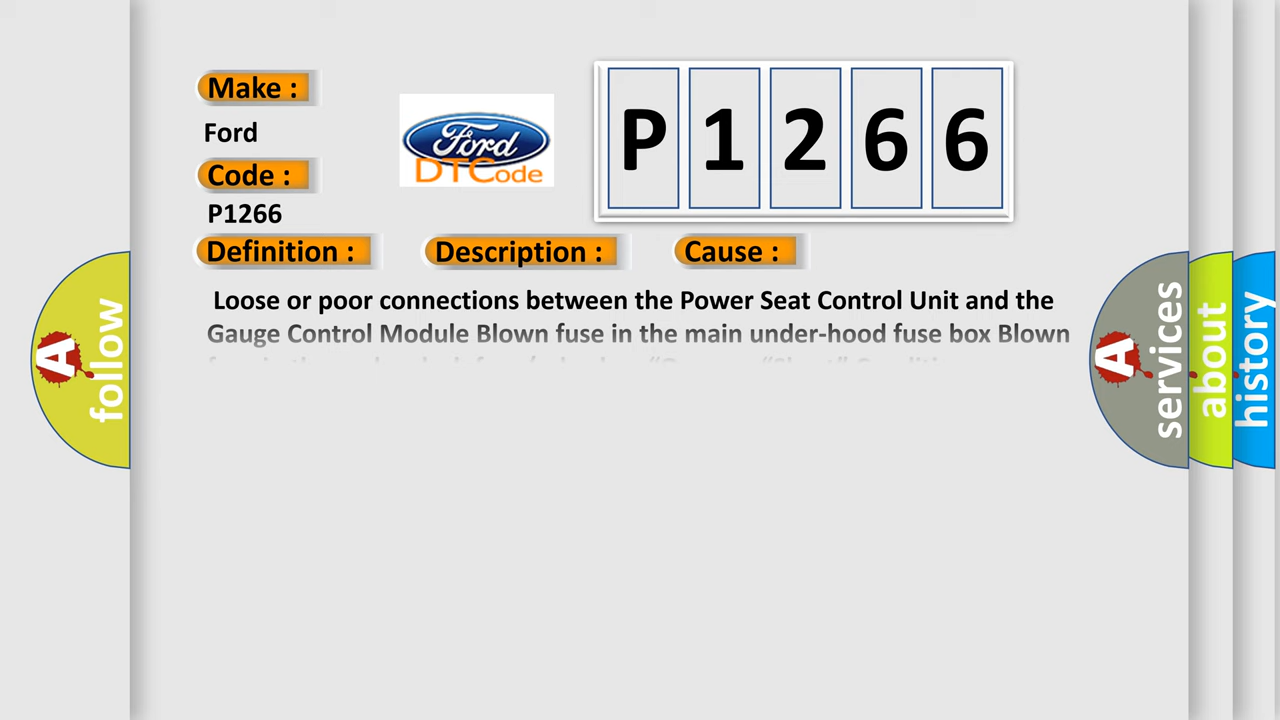 Make :
Ford
Code :
P1266
Ford
DTCode
P 1 2 6 6
Definition :
Description :
Cause :
Loose or poor connections between the Power Seat Control Unit and the
Gauge Control Module Blown fuse in the main under-hood fuse box Blown
A follow
A services
about
history